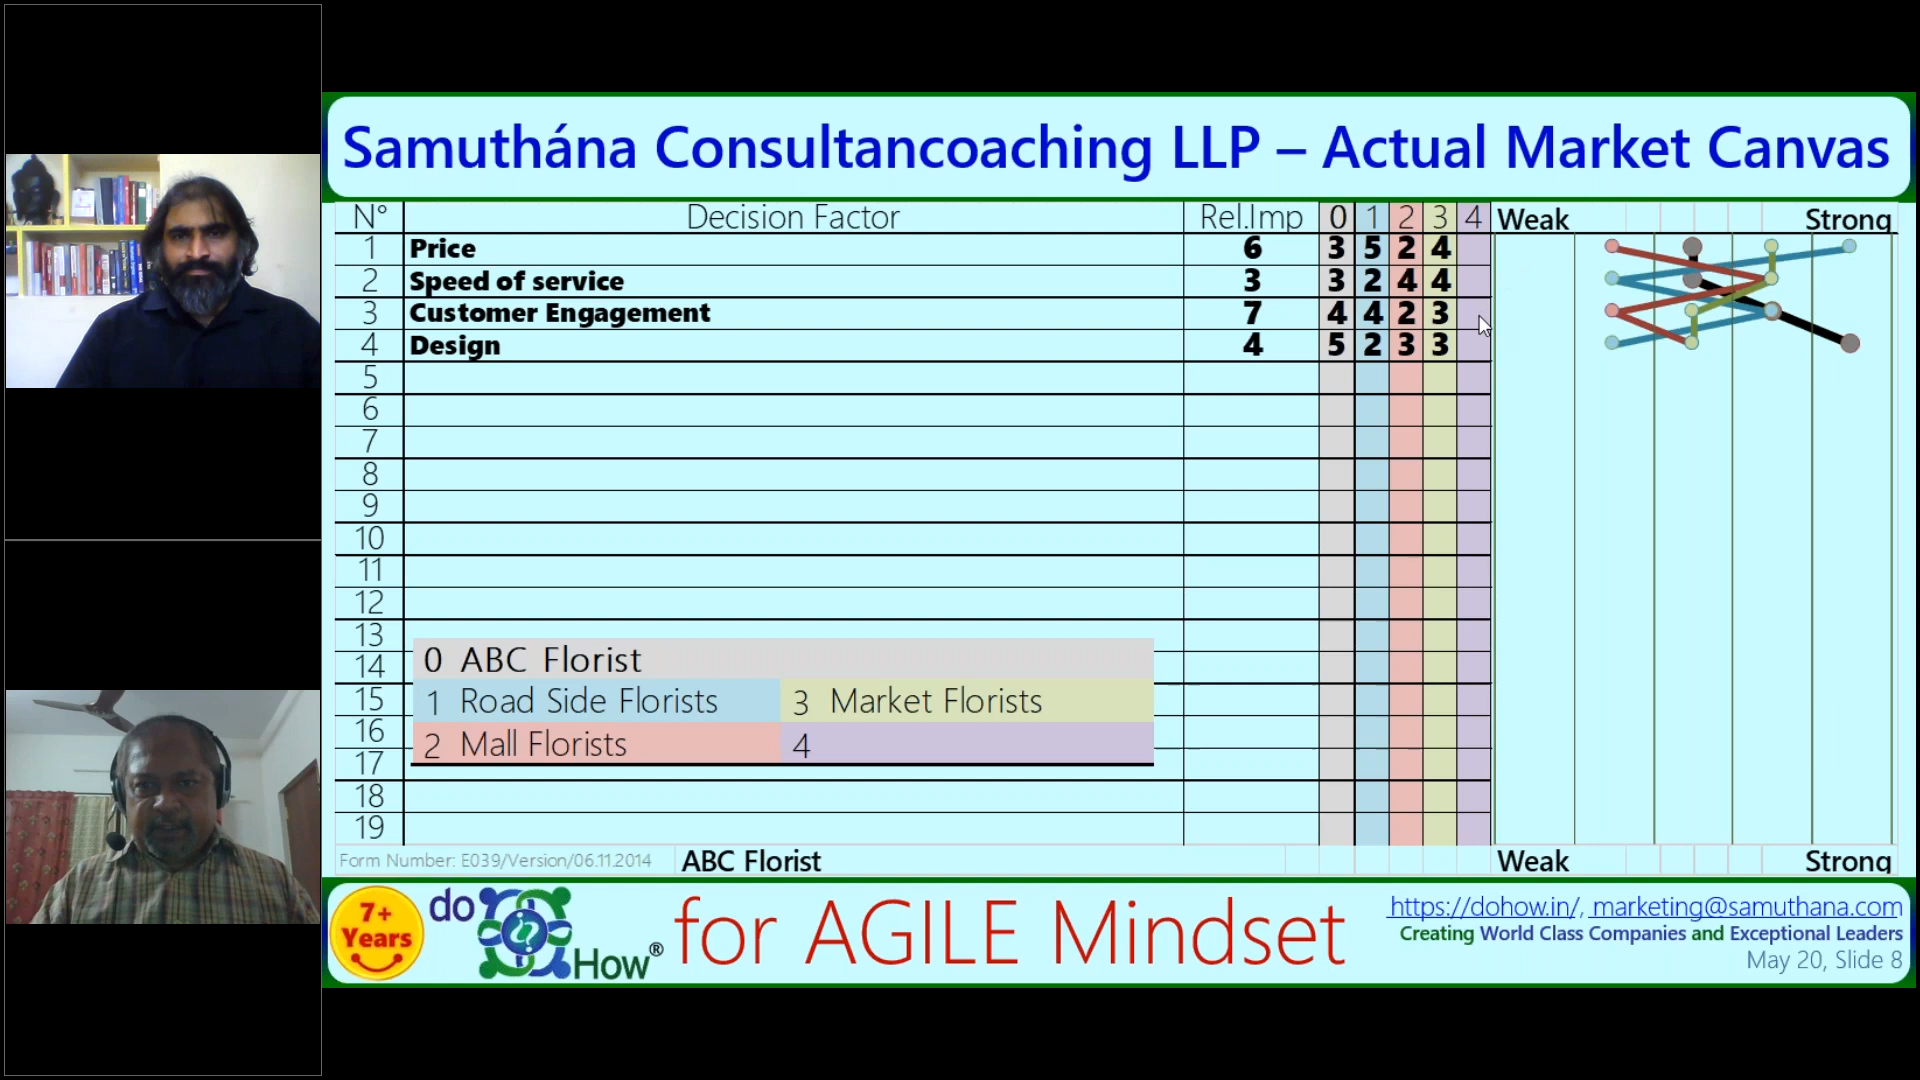 Samuthána Consultancoaching LLP – Actual Market Canvas
N° Decision Factor Rel.Imp 0 1 2 3 4 Weak Strong
1 Price 6 3 5 2 4
2 Speed of service 3 3 2 4 4
3 Customer Engagement 7 4 4 2 3
4 Design 4 5 2 3 3
5
6
7
8
9
10
11
12
13
14
15
16
17
18
19
0 ABC Florist
1 Road Side Florists 3 Market Florists
2 Mall Florists 4
Form Number: E039/Version/06.11.2014 ABC Florist Weak Strong
7+
Years
do
How®
for AGILE Mindset
https://dohow.in/, marketing@samuthana.com
Creating World Class Companies and Exceptional Leaders
May 20, Slide 8